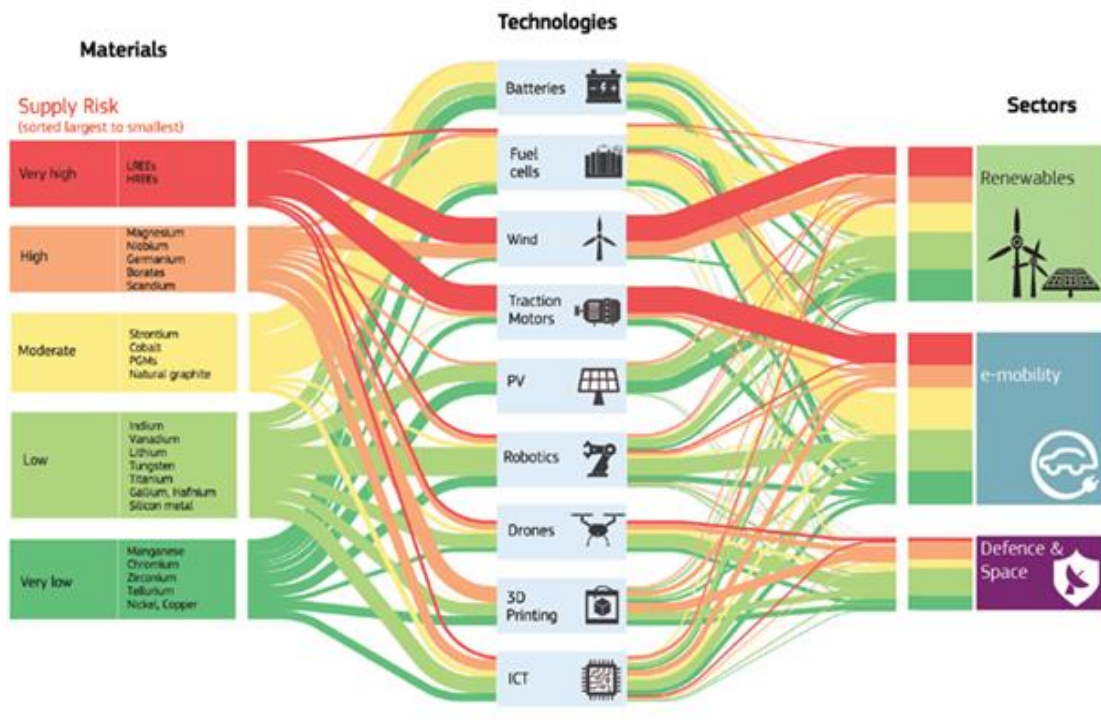 Technologies
Materials
Sectors
Supply Risk
(sorted largest to smallest)
Very high
LREEs
HREEs
High
Magnesium
Niobium
Germanium
Borates
Scandium
Moderate
Strontium
Cobalt
PGMs
Natural graphite
Low
Indium
Vanadium
Lithium
Tungsten
Titanium
Gallium, Hafnium
Silicon metal
Very low
Manganese
Chromium
Zirconium
Tellurium
Nickel, Copper
Batteries
Fuel
cells
Wind
Traction
Motors
PV
Robotics
Drones
3D
Printing
ICT
Renewables
e-mobility
Defence &
Space